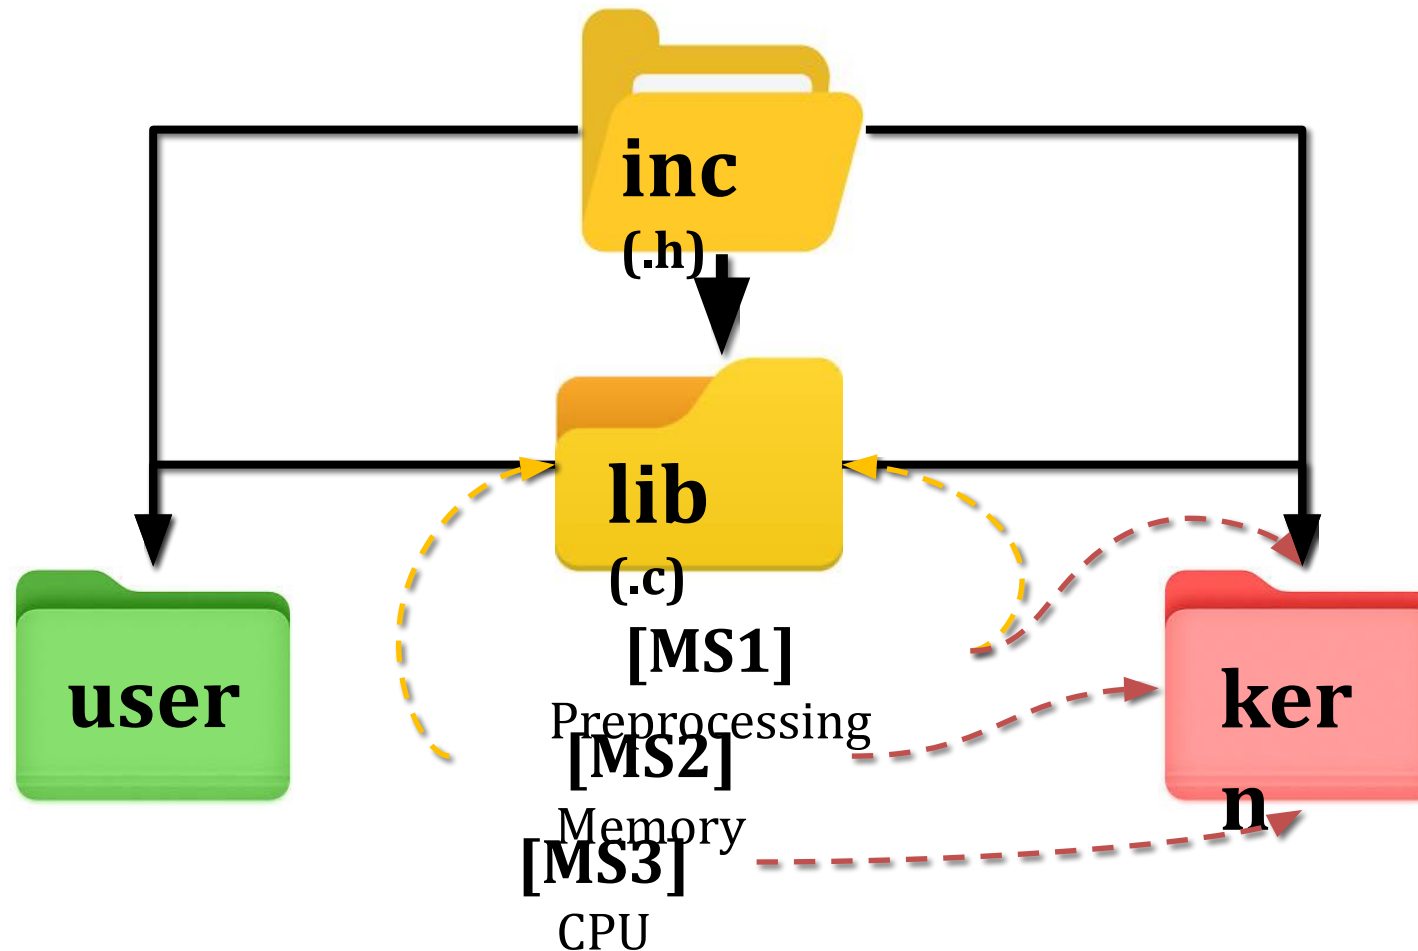 inc
(.h)
lib
(.c)
[MS1]
Preprocessing
user
ker
n
[MS2]
Memory
[MS3]
CPU